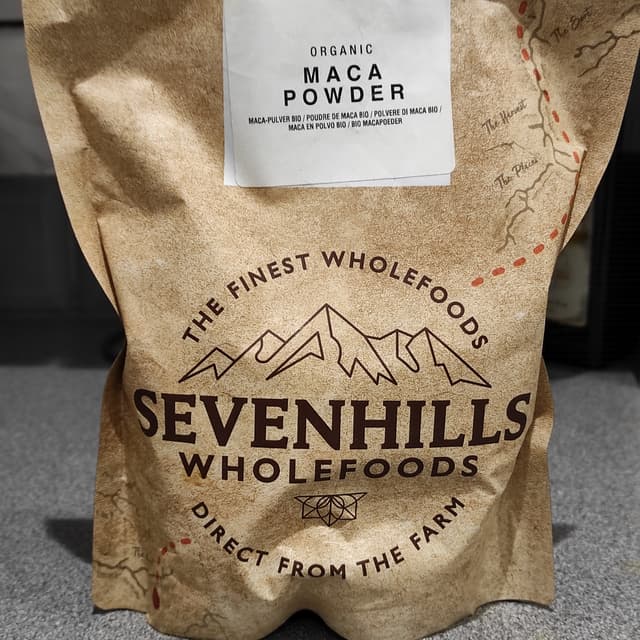 ORGANIC
MACA
POWDER
MACA-PULVER BIO / POUDRE DE MACA BIO / POLVERE DI MACA BIO /
MACA EN POLVO BIO / BIO MACAPOEDER
The Harvest
The Plains
THE FINEST WHOLEFOODS
SEVENHILLS
WHOLEFOODS
DIRECT FROM THE FARM